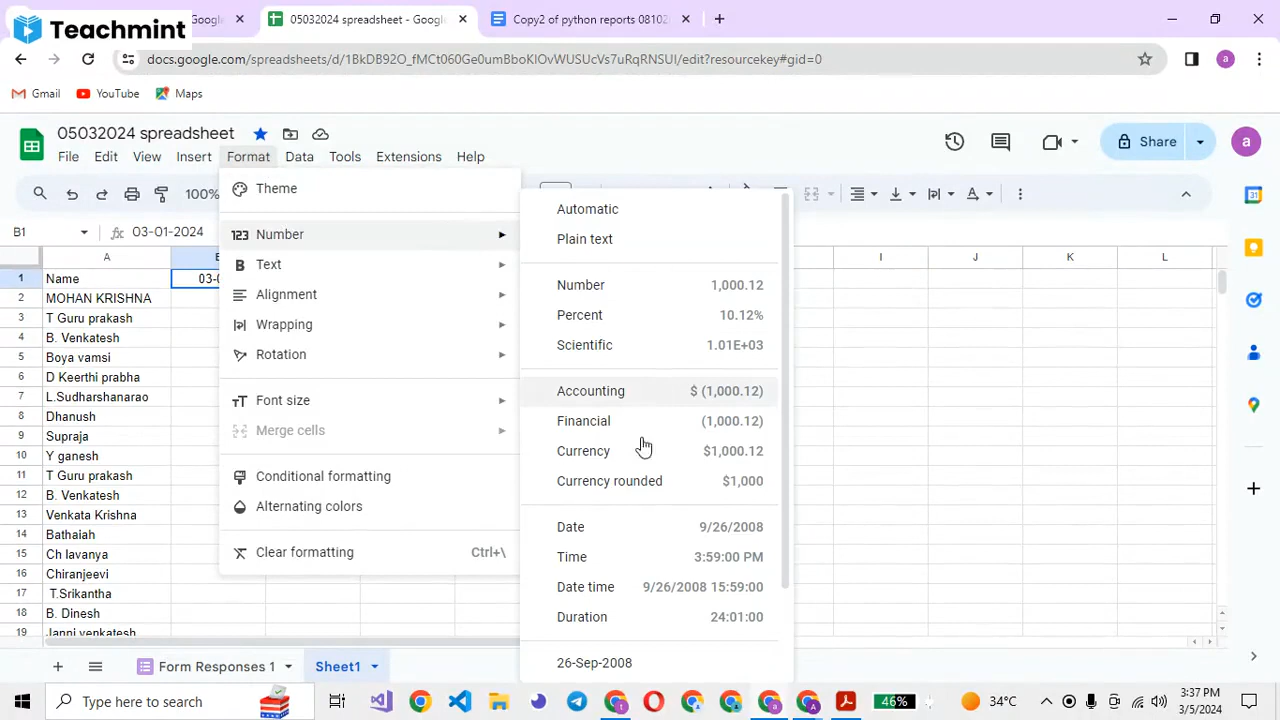 Teachmint
Google
05032024 spreadsheet - Google
Copy2 of python reports 08102
docs.google.com/spreadsheets/d/1BkDB92O_fMCt060Ge0umBboKIOvWUSUcVs7uRqRNSUI/edit?resourcekey#gid=0
a
Gmail YouTube Maps
05032024 spreadsheet
File Edit View Insert Format Data Tools Extensions Help
Share
a
100%
B1
03-01-2024
A I J K L
1 Name 03-0
2 MOHAN KRISHNA
3 T Guru prakash
4 B. Venkatesh
5 Boya vamsi
6 D Keerthi prabha
7 L.Sudharshanarao
8 Dhanush
9 Supraja
10 Y ganesh
11 T Guru prakash
12 B. Venkatesh
13 Venkata Krishna
14 Bathaiah
15 Ch lavanya
16 Chiranjeevi
17 T.Srikantha
18 B. Dinesh
19 Janni venkatesh
Theme
123 Number
B Text
Alignment
Wrapping
Rotation
Font size
Merge cells
Conditional formatting
Alternating colors
Clear formatting Ctrl+\
Automatic
Plain text
Number 1,000.12
Percent 10.12%
Scientific 1.01E+03
Accounting $ (1,000.12)
Financial (1,000.12)
Currency $1,000.12
Currency rounded $1,000
Date 9/26/2008
Time 3:59:00 PM
Date time 9/26/2008 15:59:00
Duration 24:01:00
26-Sep-2008
Form Responses 1
Sheet1
Type here to search
46%
34°C
3:37 PM
3/5/2024